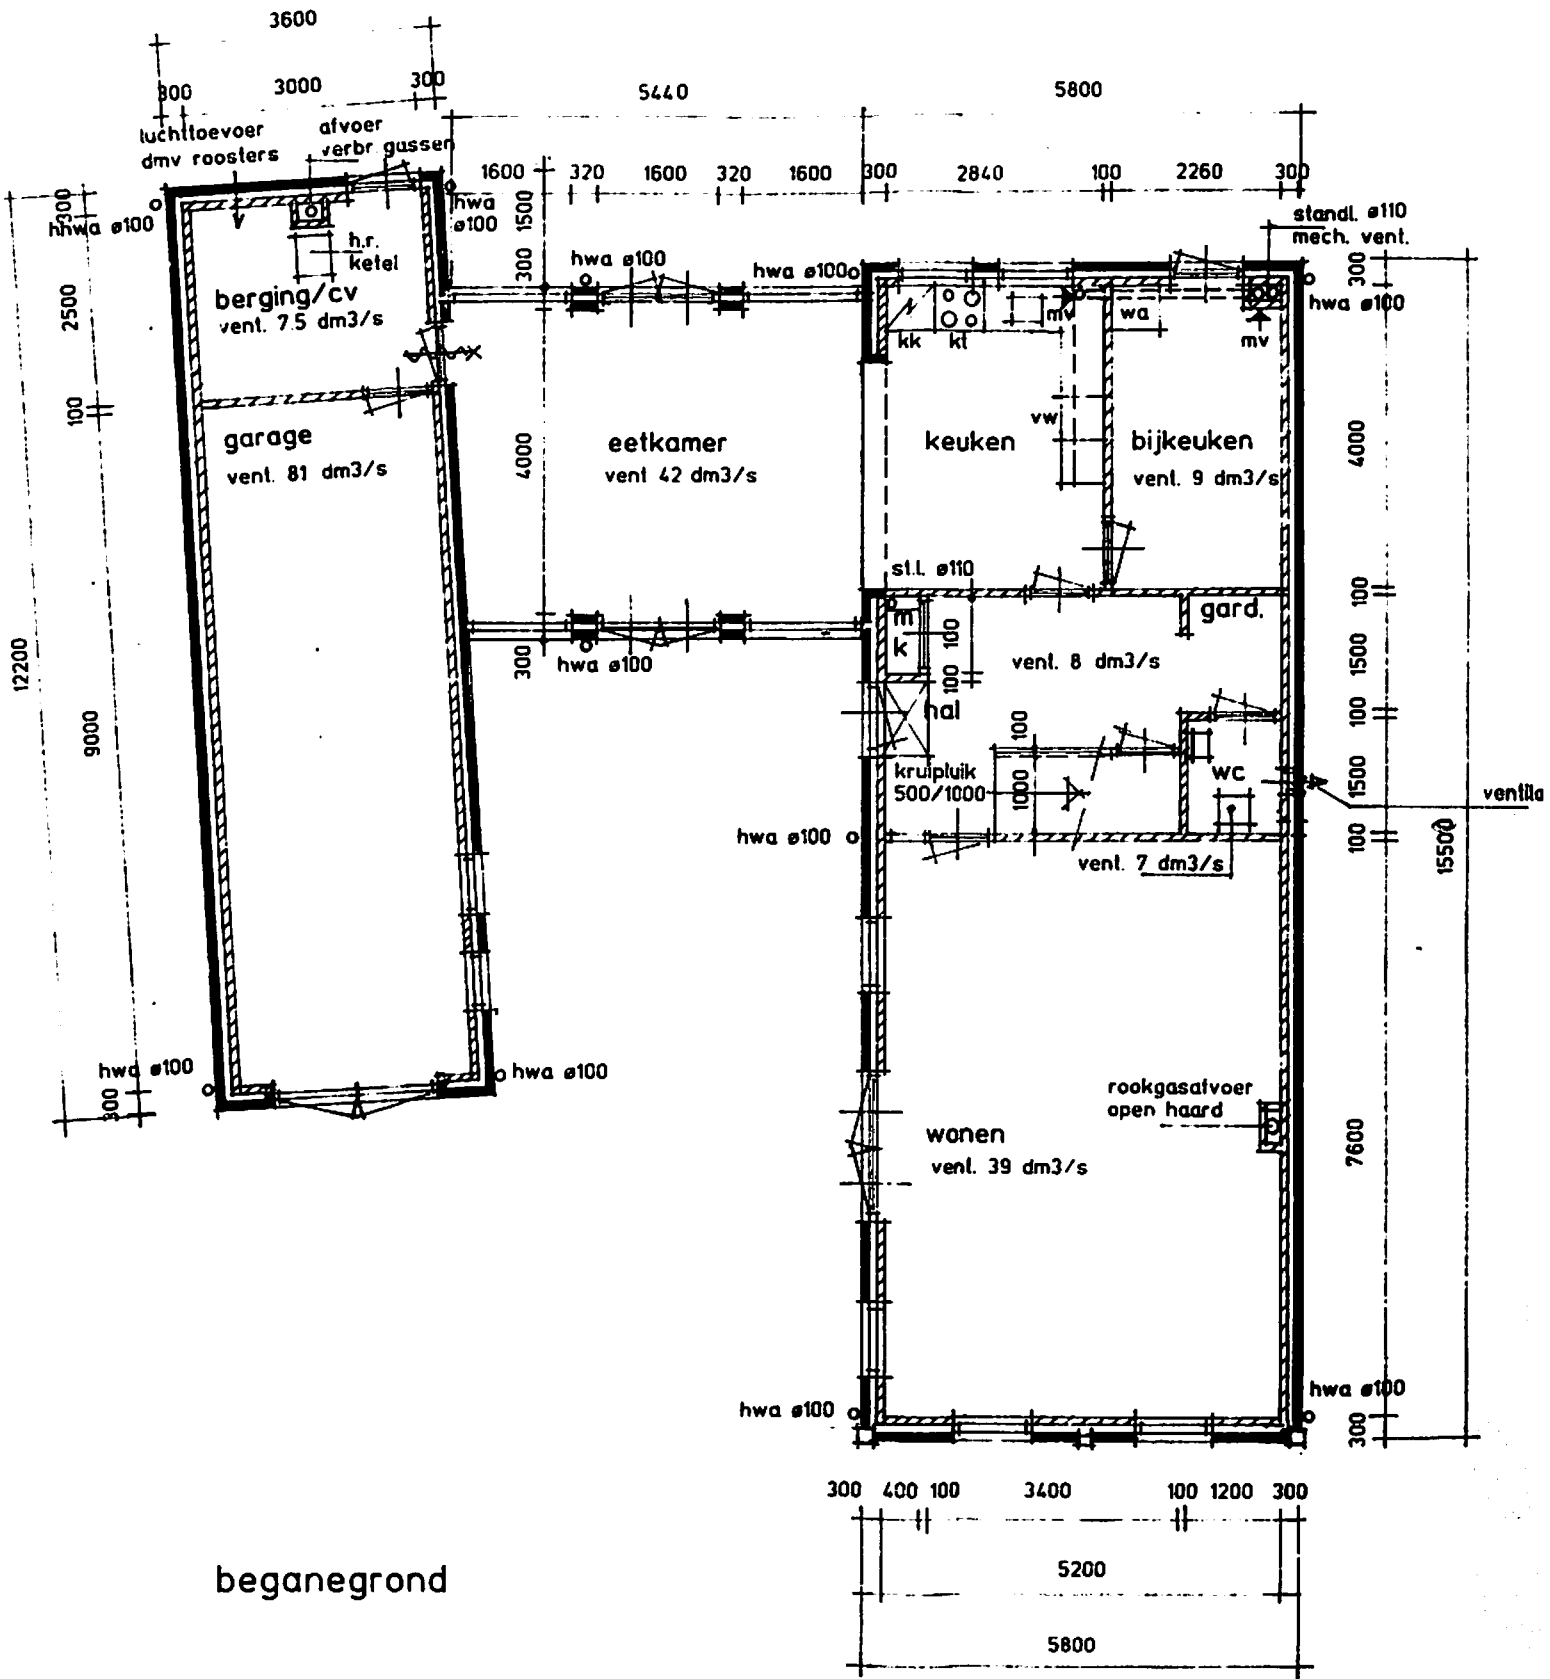 3600
300 3000 300
5440
5800
luchttoevoer
dmv roosters
afvoer
verbr. gassen
1600 320 1600 320 1600
300 2840 100 2260 300
hhwa ø100
hwa
ø100
1500
300
hwa ø100
hwa ø100
standl. ø110
mech. vent.
hwa ø100
h.r.
ketel
berging/cv
vent. 7.5 dm3/s
kk
kt
mv
wa
mv
300
2500
100
9000
300
12200
garage
vent. 81 dm3/s
4000
eetkamer
vent 42 dm3/s
keuken
vw
bijkeuken
vent. 9 dm3/s
300
4000
100
1500
100
1500
100
7600
300
15500
st.l. ø110
m
k
100
100
gard.
vent. 8 dm3/s
300
hwa ø100
hal
100
kruipluik
500/1000
1000
wc
ventila
hwa ø100
vent. 7 dm3/s
hwa ø100
hwa ø100
rookgasafvoer
open haard
wonen
vent. 39 dm3/s
hwa ø100
hwa ø100
300 400 100 3400 100 1200 300
5200
5800
beganegrond